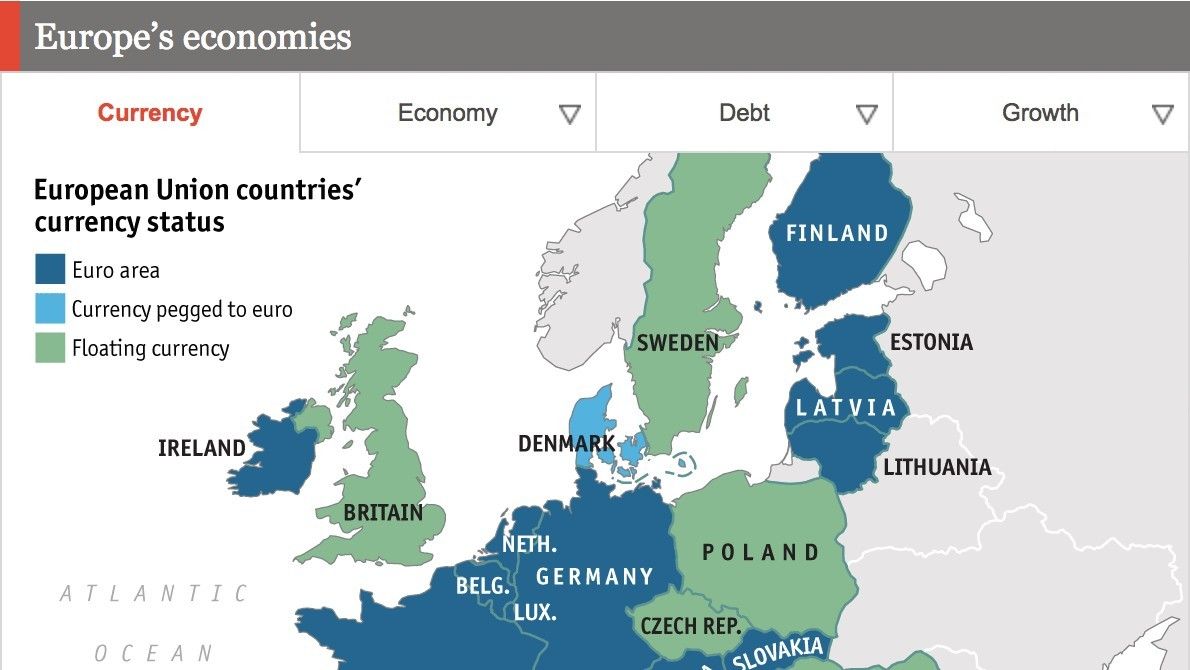 Europe’s economies
Currency
Economy
Debt
Growth
European Union countries’
currency status
Euro area
Currency pegged to euro
Floating currency
FINLAND
SWEDEN
ESTONIA
LATVIA
LITHUANIA
IRELAND
DENMARK
BRITAIN
NETH.
POLAND
GERMANY
BELG.
LUX.
ATLANTIC
OCEAN
CZECH REP.
SLOVAKIA